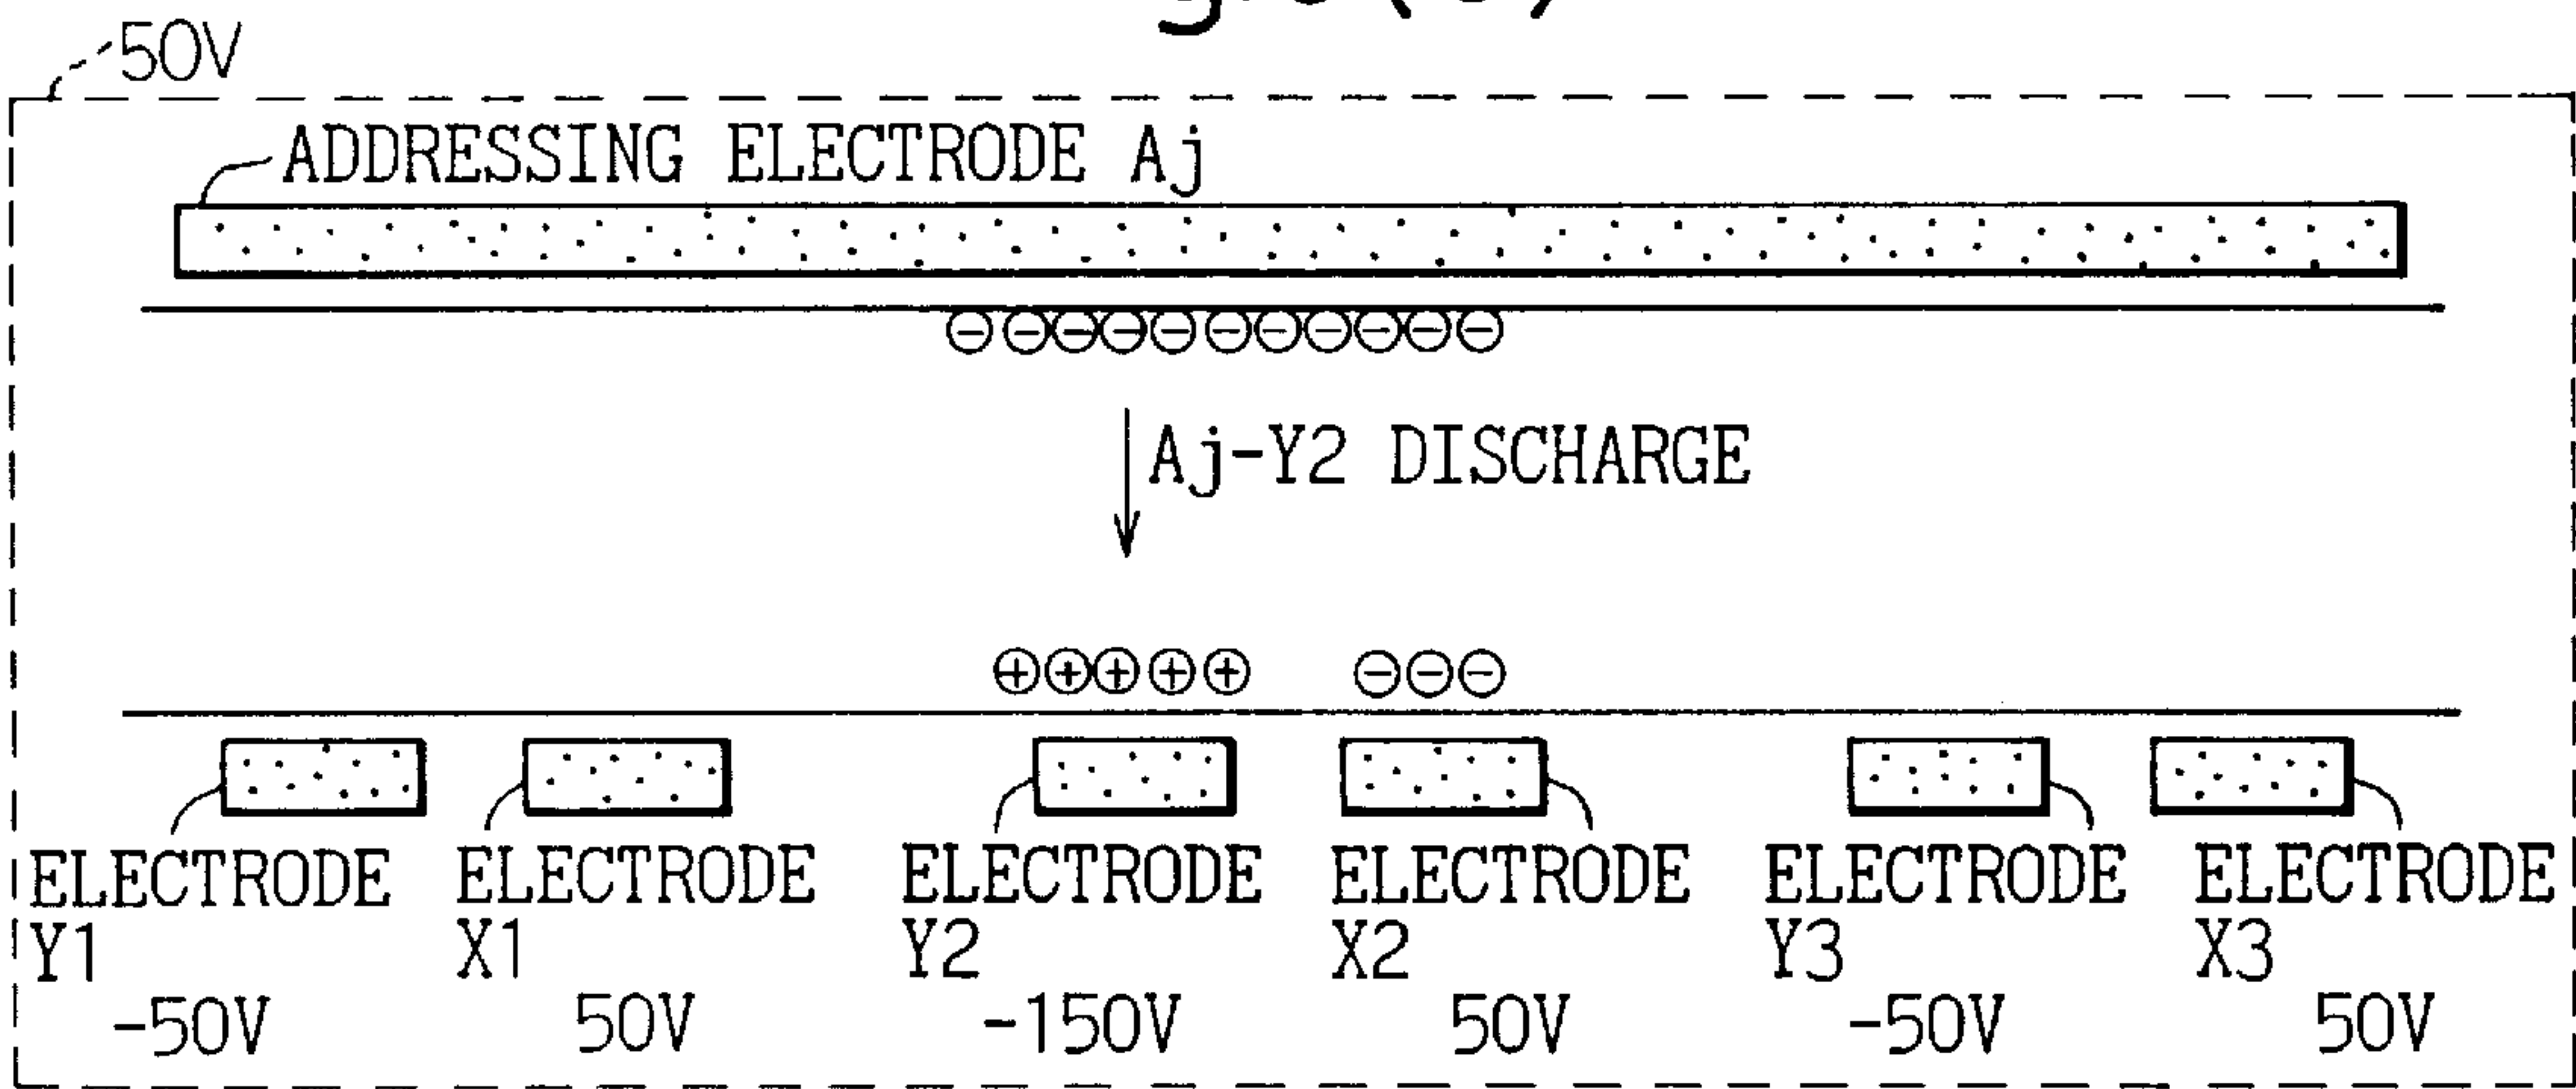 50V
ADDRESSING ELECTRODE Aj
⊖⊖⊖⊖⊖⊖⊖⊖⊖⊖⊖
Aj-Y2 DISCHARGE
⊕⊕⊕⊕⊕ ⊖⊖⊖
ELECTRODE Y1 -50V
ELECTRODE X1 50V
ELECTRODE Y2 -150V
ELECTRODE X2 50V
ELECTRODE Y3 -50V
ELECTRODE X3 50V